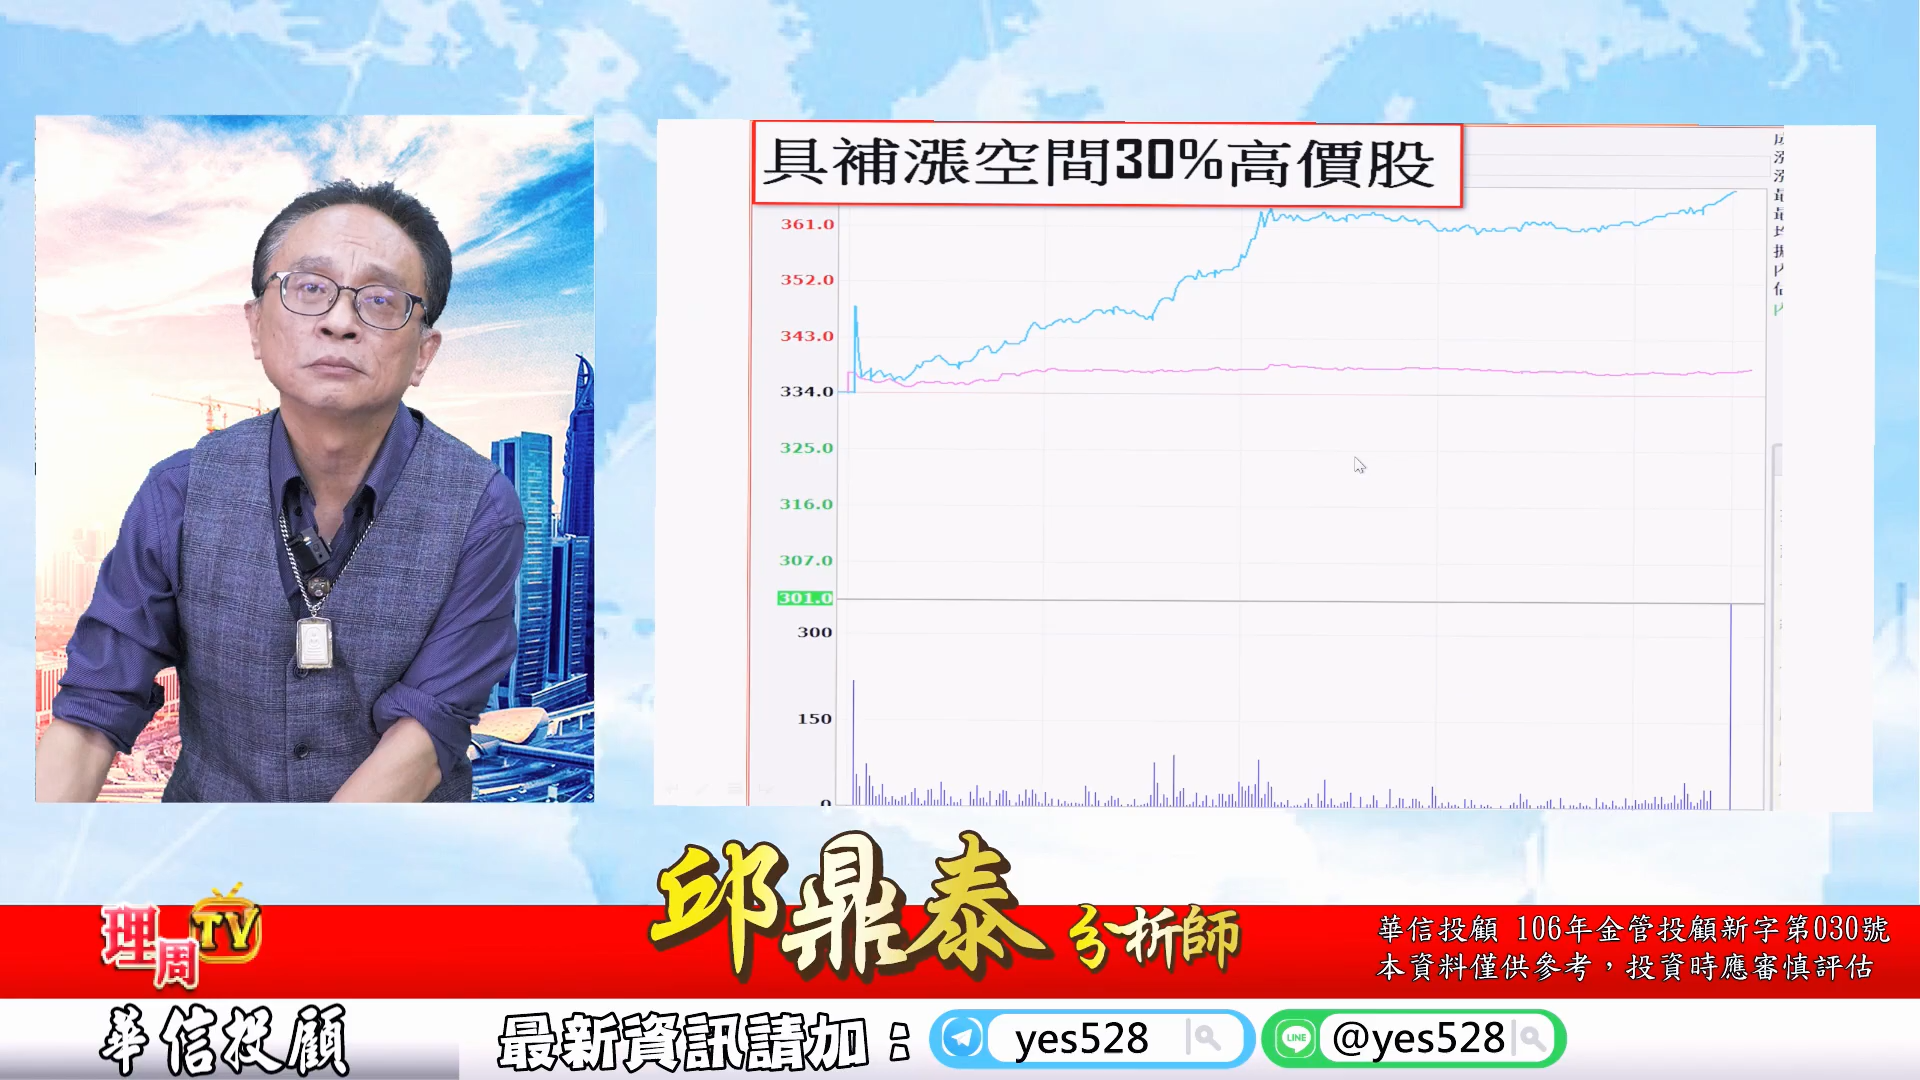 具補漲空間30%高價股
361.0
352.0
343.0
334.0
325.0
316.0
307.0
301.0
300
150
0
邱鼎泰 分析師
理周TV
華信投顧 106年金管投顧新字第030號
本資料僅供參考，投資時應審慎評估
華信投顧
最新資訊請加：
yes528
LINE
@yes528